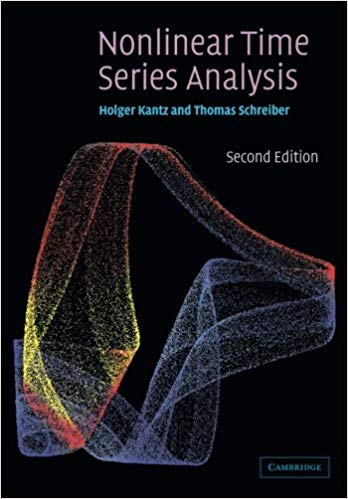 Nonlinear Time
Series Analysis
Holger Kantz and Thomas Schreiber
Second Edition
CAMBRIDGE